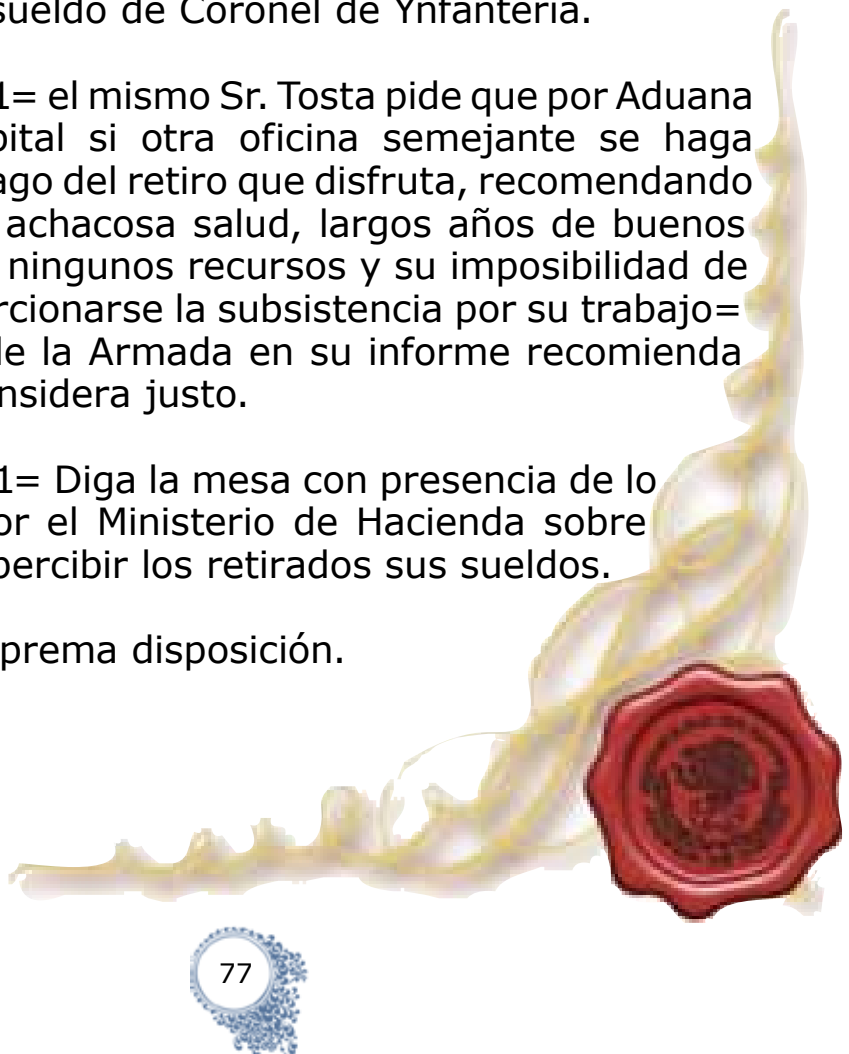 sueldo de Coronel de Ynfantería.
1= el mismo Sr. Tosta pide que por Aduana
pital si otra oficina semejante se haga
ago del retiro que disfruta, recomendando
achacosa salud, largos años de buenos
ningunos recursos y su imposibilidad de
rcionarse la subsistencia por su trabajo=
de la Armada en su informe recomienda
nsidera justo.
1= Diga la mesa con presencia de lo
or el Ministerio de Hacienda sobre
percibir los retirados sus sueldos.
prema disposición.
77